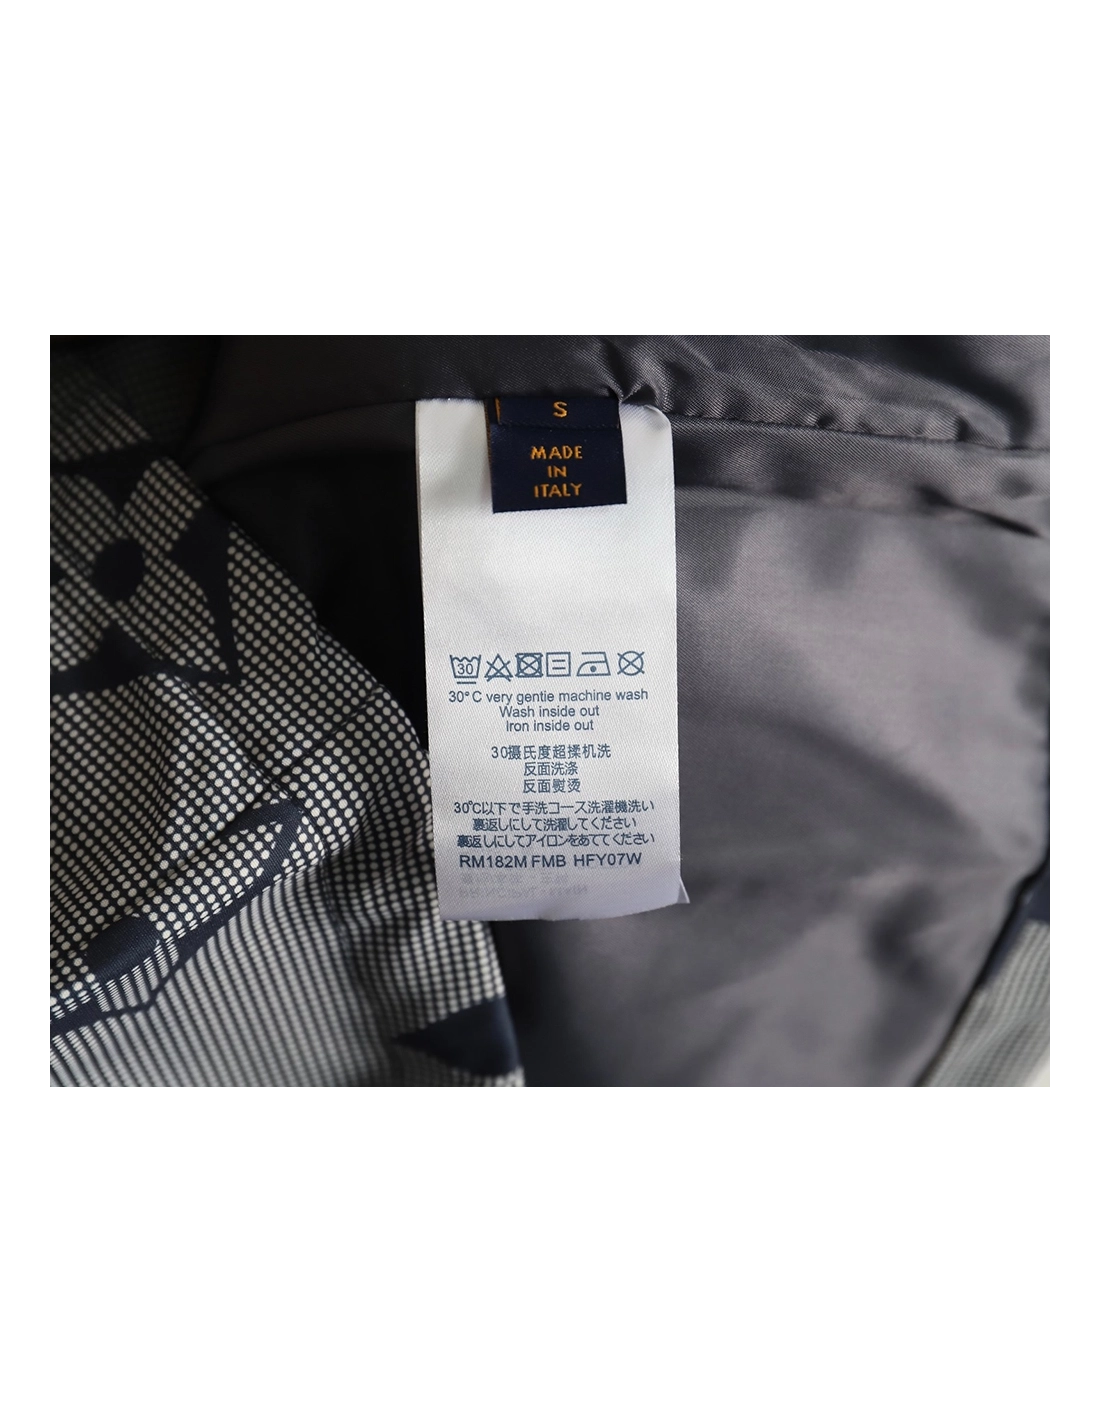 S
MADE
IN
ITALY
30
30°C very gentie machine wash
Wash inside out
Iron inside out
30摄氏度超揉机洗
反面洗涤
反面熨烫
30℃以下で手洗コース洗濯機洗い
裏返しにして洗濯してください
裏返しにしてアイロンをあててください
RM182M FMB HFY07W